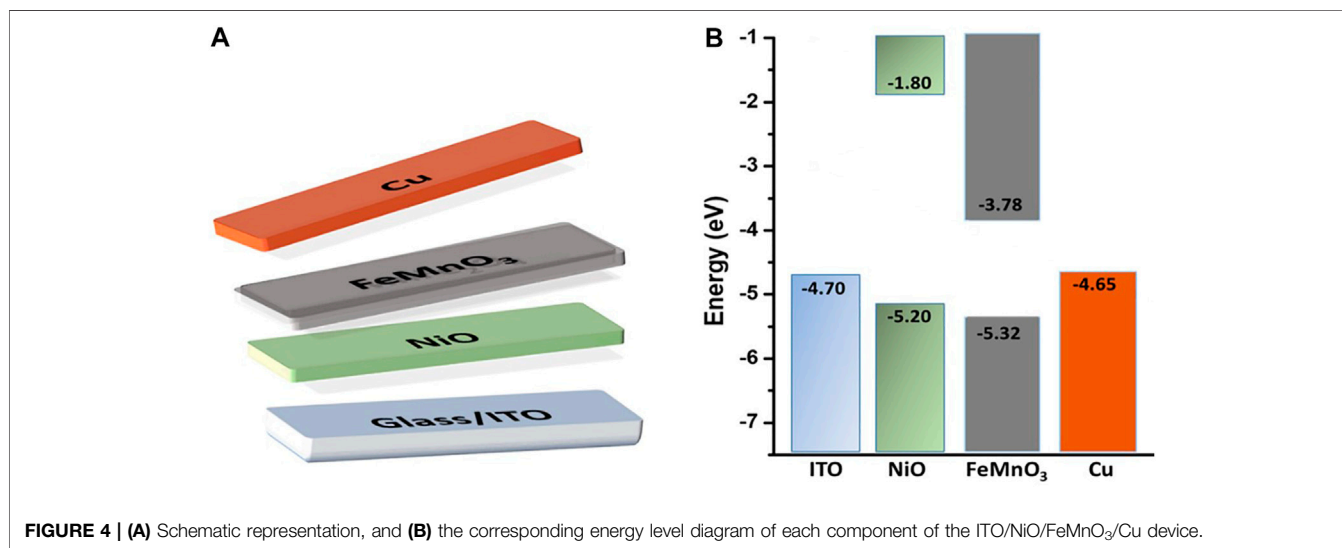 A
Cu
FeMnO₃
NiO
Glass/ITO
B
Energy (eV)
-1
-2
-3
-4
-5
-6
-7
-1.80
-3.78
-4.70
-5.20
-5.32
-4.65
ITO NiO FeMnO₃ Cu
FIGURE 4 | (A) Schematic representation, and (B) the corresponding energy level diagram of each component of the ITO/NiO/FeMnO₃/Cu device.